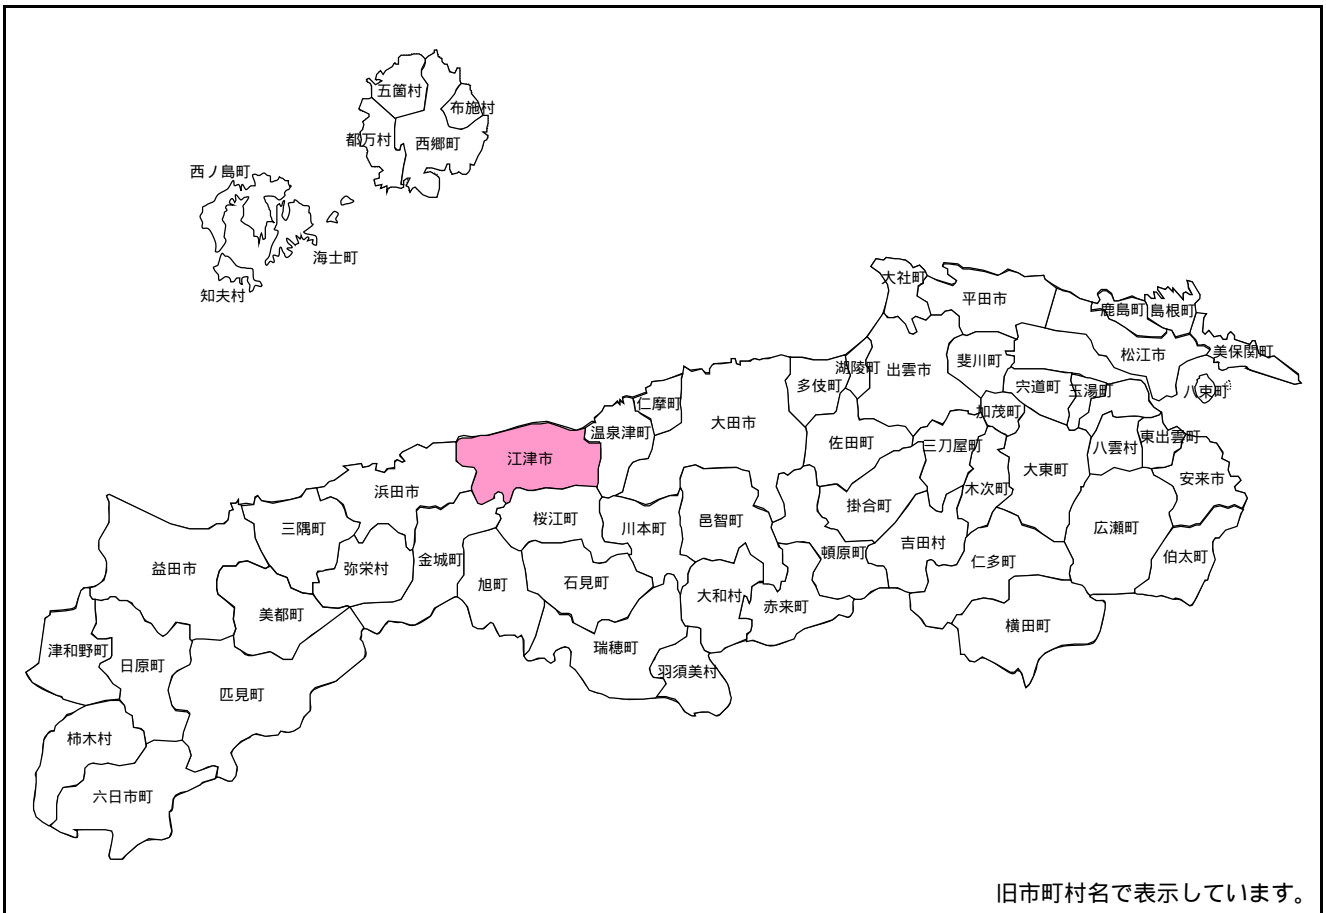 五箇村
布施村
都万村
西郷町
西ノ島町
海士町
知夫村
大社町
平田市
鹿島町
島根町
松江市
美保関町
湖陵町
出雲市
斐川町
多伎町
宍道町
玉湯町
八束町
仁摩町
加茂町
大田市
温泉津町
佐田町
三刀屋町
八雲村
東出雲町
江津市
大東町
安来市
浜田市
木次町
掛合町
桜江町
川本町
邑智町
広瀬町
三隅町
吉田村
頓原町
伯太町
金城町
仁多町
益田市
弥栄村
旭町
石見町
大和村
赤来町
美都町
横田町
瑞穂町
津和野町
日原町
羽須美村
匹見町
柿木村
六日市町
旧市町村名で表示しています。